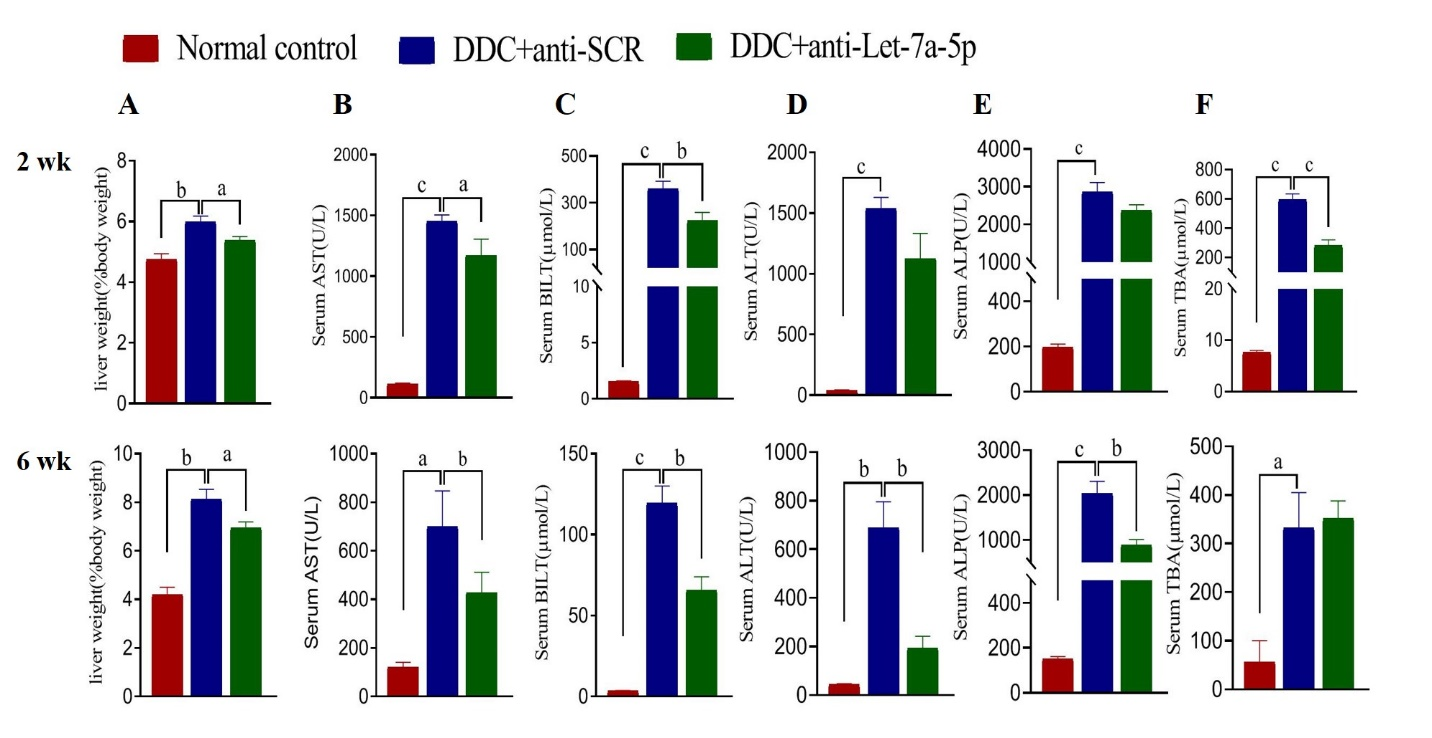 Normal control DDC+anti-SCR DDC+anti-Let-7a-5p
A B C D E F
2 wk
liver weight(%body weight)
8
6
4
2
0
b a
Serum AST(U/L)
2000
1500
1000
500
0
c a
Serum BILT(µmol/L)
500
300
100
10
5
0
c b
Serum ALT(U/L)
2000
1500
1000
500
0
c
Serum ALP(U/L)
4000
3000
2000
1000
400
200
0
c
Serum TBA(µmol/L)
800
600
400
200
20
10
0
c c
6 wk
liver weight(%body weight)
10
8
6
4
2
0
b a
Serum AST(U/L)
1000
800
600
400
200
0
a b
Serum BILT(µmol/L)
150
100
50
0
c b
Serum ALT(U/L)
1000
800
600
400
200
0
b b
Serum ALP(U/L)
3000
2000
1000
400
200
0
c b
Serum TBA(µmol/L)
500
400
300
200
100
0
a